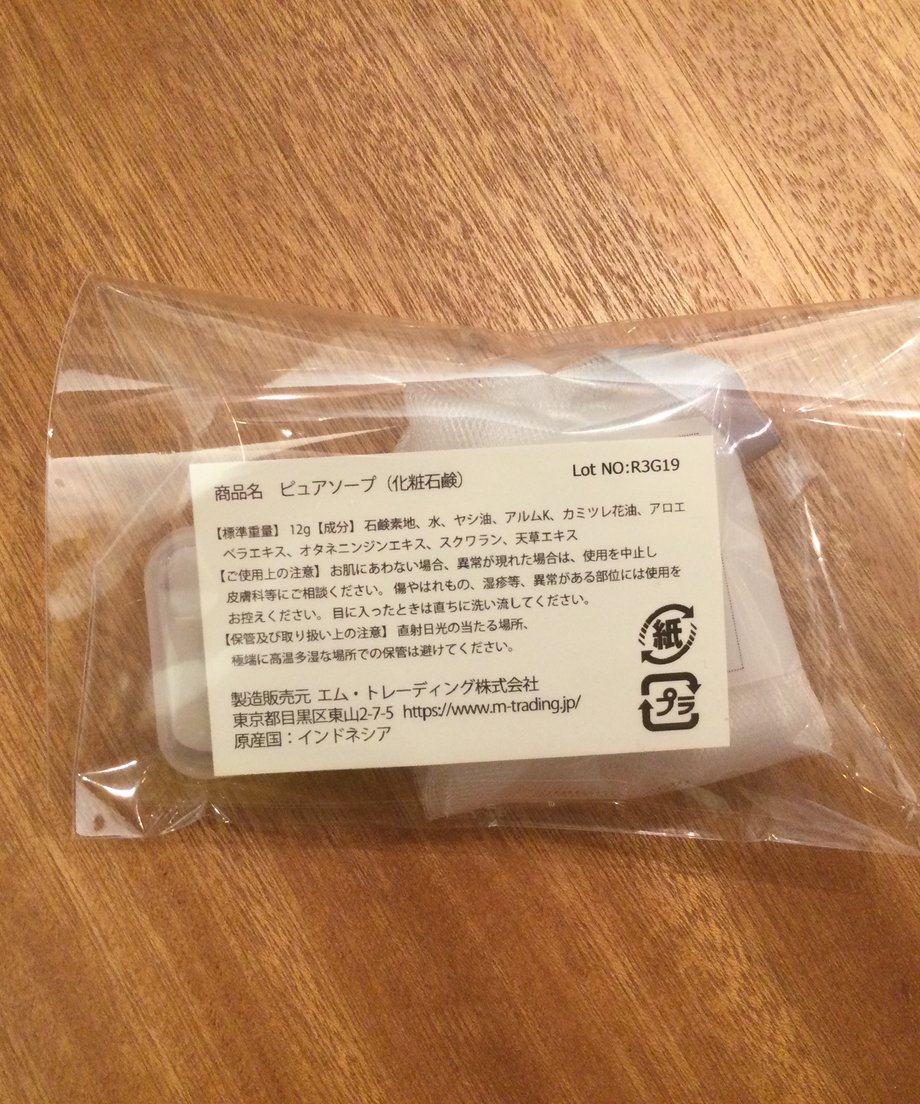 商品名 ピュアソープ（化粧石鹸） Lot NO:R3G19
【標準重量】 12g【成分】 石鹸素地、水、ヤシ油、アルムK、カミツレ花油、アロエ
ベラエキス、オタネニンジンエキス、スクワラン、天草エキス
【ご使用上の注意】 お肌にあわない場合、異常が現れた場合は、使用を中止し
皮膚科等にご相談ください。 傷やはれもの、湿疹等、異常がある部位には使用を
お控えください。 目に入ったときは直ちに洗い流してください。
【保管及び取り扱い上の注意】 直射日光の当たる場所、
極端に高温多湿な場所での保管は避けてください。
紙
製造販売元 エム・トレーディング株式会社
東京都目黒区東山2-7-5 https://www.m-trading.jp/
プラ
原産国：インドネシア